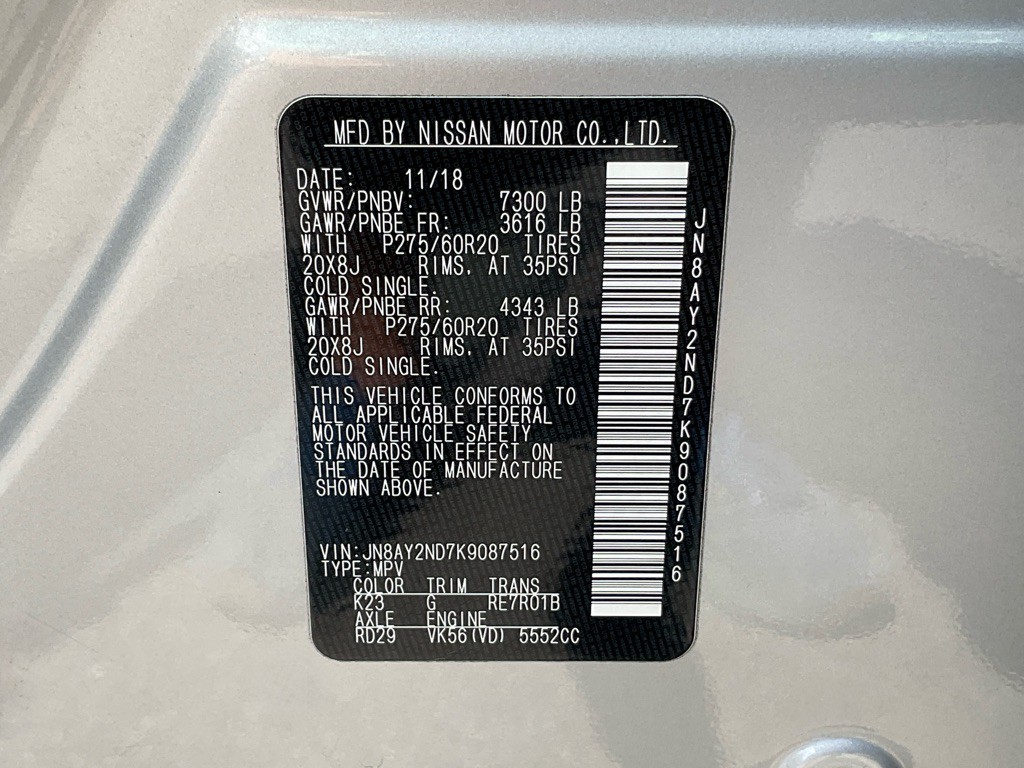 MFD BY NISSAN MOTOR CO.,LTD.
DATE: 11/18
GVWR/PNBV: 7300 LB
GAWR/PNBE FR: 3616 LB
WITH P275/60R20 TIRES
20X8J RIMS, AT 35PSI
COLD SINGLE.
GAWR/PNBE RR: 4343 LB
WITH P275/60R20 TIRES
20X8J RIMS, AT 35PSI
COLD SINGLE.
THIS VEHICLE CONFORMS TO
ALL APPLICABLE FEDERAL
MOTOR VEHICLE SAFETY
STANDARDS IN EFFECT ON
THE DATE OF MANUFACTURE
SHOWN ABOVE.
VIN:JN8AY2ND7K9087516
TYPE:MPV
COLOR TRIM TRANS
K23 G RE7R01B
AXLE ENGINE
RD29 VK56(VD) 5552CC
JN8AY2ND7K9087516